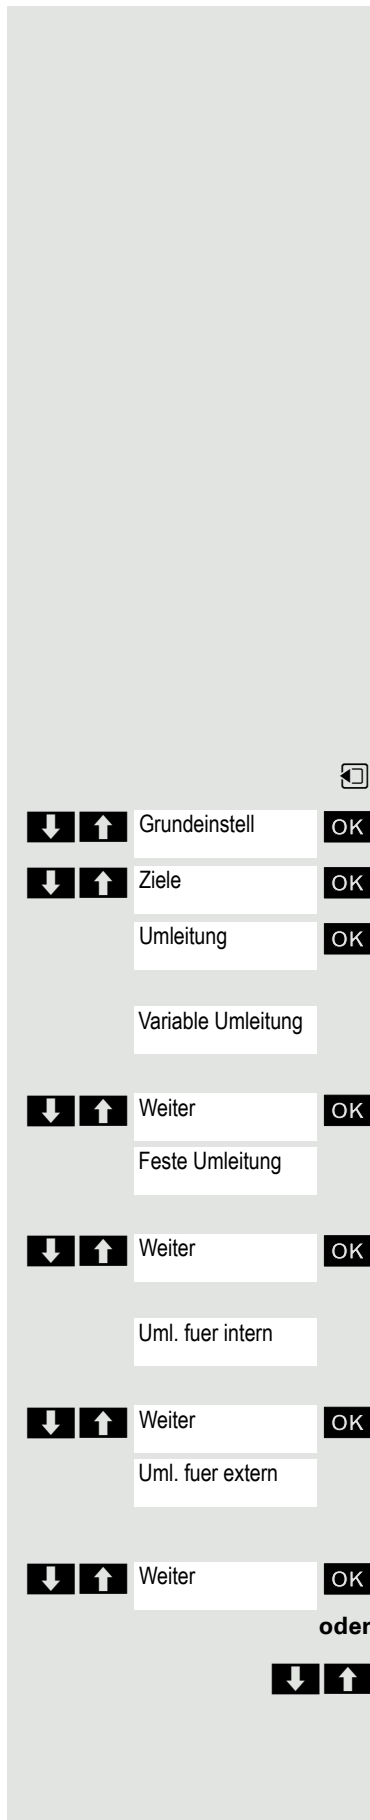 Grundeinstell OK
Ziele OK
Umleitung OK
Variable Umleitung
Weiter OK
Feste Umleitung
Weiter OK
Uml. fuer intern
Weiter OK
Uml. fuer extern
Weiter OK
oder